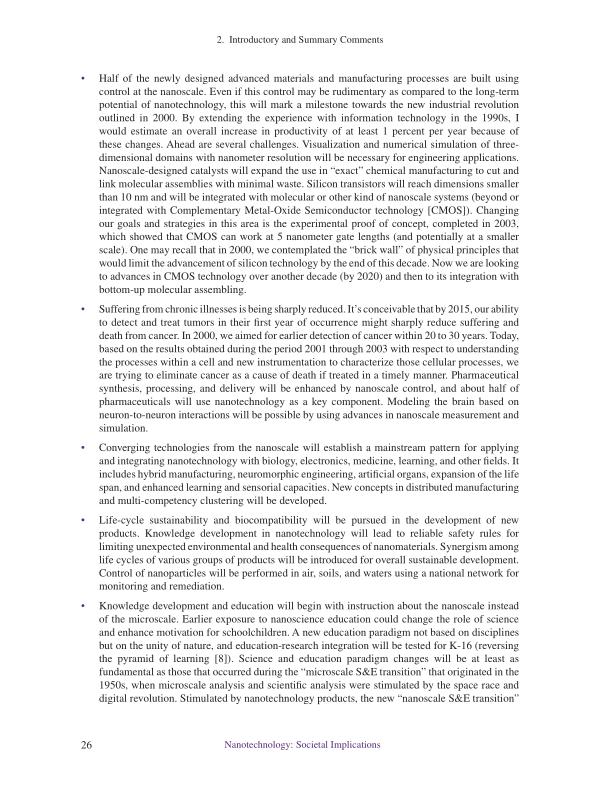 2. Introductory and Summary Comments
• Half of the newly designed advanced materials and manufacturing processes are built using
control at the nanoscale. Even if this control may be rudimentary as compared to the long-term
potential of nanotechnology, this will mark a milestone towards the new industrial revolution
outlined in 2000. By extending the experience with information technology in the 1990s, I
would estimate an overall increase in productivity of at least 1 percent per year because of
these changes. Ahead are several challenges. Visualization and numerical simulation of three-
dimensional domains with nanometer resolution will be necessary for engineering applications.
Nanoscale-designed catalysts will expand the use in “exact” chemical manufacturing to cut and
link molecular assemblies with minimal waste. Silicon transistors will reach dimensions smaller
than 10 nm and will be integrated with molecular or other kind of nanoscale systems (beyond or
integrated with Complementary Metal-Oxide Semiconductor technology [CMOS]). Changing
our goals and strategies in this area is the experimental proof of concept, completed in 2003,
which showed that CMOS can work at 5 nanometer gate lengths (and potentially at a smaller
scale). One may recall that in 2000, we contemplated the “brick wall” of physical principles that
would limit the advancement of silicon technology by the end of this decade. Now we are looking
to advances in CMOS technology over another decade (by 2020) and then to its integration with
bottom-up molecular assembling.
• Suffering from chronic illnesses is being sharply reduced. It’s conceivable that by 2015, our ability
to detect and treat tumors in their first year of occurrence might sharply reduce suffering and
death from cancer. In 2000, we aimed for earlier detection of cancer within 20 to 30 years. Today,
based on the results obtained during the period 2001 through 2003 with respect to understanding
the processes within a cell and new instrumentation to characterize those cellular processes, we
are trying to eliminate cancer as a cause of death if treated in a timely manner. Pharmaceutical
synthesis, processing, and delivery will be enhanced by nanoscale control, and about half of
pharmaceuticals will use nanotechnology as a key component. Modeling the brain based on
neuron-to-neuron interactions will be possible by using advances in nanoscale measurement and
simulation.
• Converging technologies from the nanoscale will establish a mainstream pattern for applying
and integrating nanotechnology with biology, electronics, medicine, learning, and other fields. It
includes hybrid manufacturing, neuromorphic engineering, artificial organs, expansion of the life
span, and enhanced learning and sensorial capacities. New concepts in distributed manufacturing
and multi-competency clustering will be developed.
• Life-cycle sustainability and biocompatibility will be pursued in the development of new
products. Knowledge development in nanotechnology will lead to reliable safety rules for
limiting unexpected environmental and health consequences of nanomaterials. Synergism among
life cycles of various groups of products will be introduced for overall sustainable development.
Control of nanoparticles will be performed in air, soils, and waters using a national network for
monitoring and remediation.
• Knowledge development and education will begin with instruction about the nanoscale instead
of the microscale. Earlier exposure to nanoscience education could change the role of science
and enhance motivation for schoolchildren. A new education paradigm not based on disciplines
but on the unity of nature, and education-research integration will be tested for K-16 (reversing
the pyramid of learning [8]). Science and education paradigm changes will be at least as
fundamental as those that occurred during the “microscale S&E transition” that originated in the
1950s, when microscale analysis and scientific analysis were stimulated by the space race and
digital revolution. Stimulated by nanotechnology products, the new “nanoscale S&E transition”
26 Nanotechnology: Societal Implications